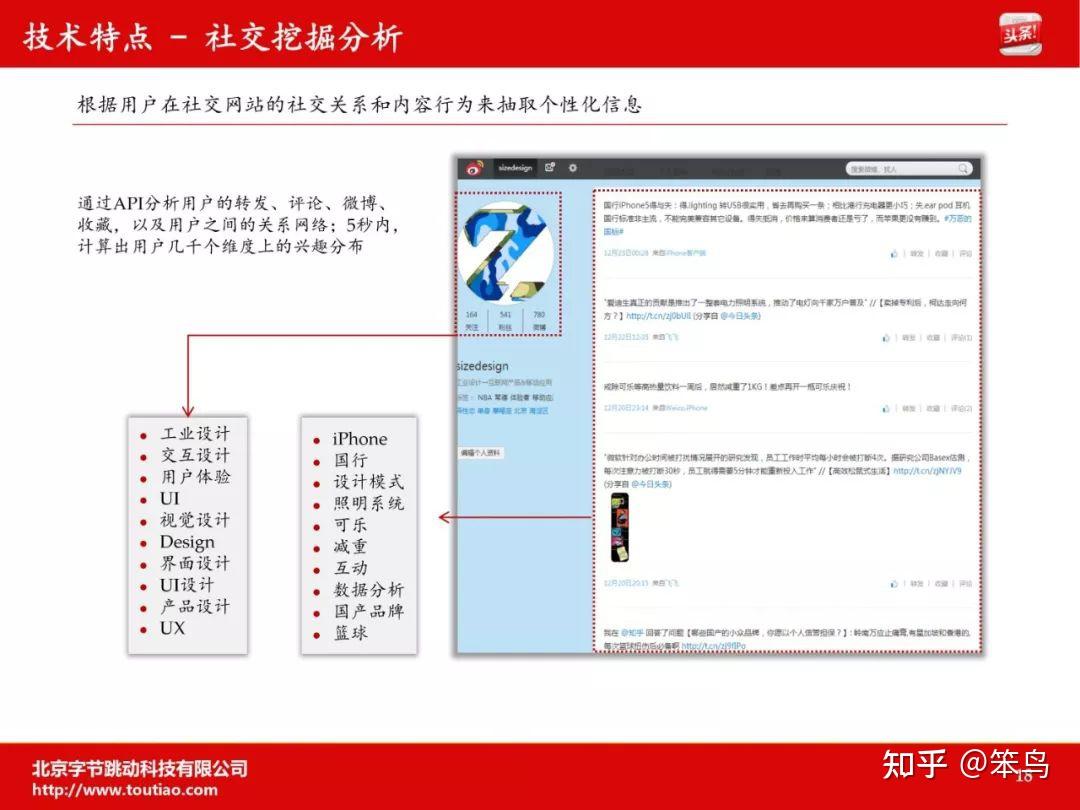 技术特点 - 社交挖掘分析
头条!
根据用户在社交网站的社交关系和内容行为来抽取个性化信息
通过API分析用户的转发、评论、微博、
收藏，以及用户之间的关系网络；5秒内，
计算出用户几千个维度上的兴趣分布
工业设计
交互设计
用户体验
UI
视觉设计
Design
界面设计
UI设计
产品设计
UX
iPhone
国行
设计模式
照明系统
可乐
减重
互动
数据分析
国产品牌
篮球
sizedesign
搜索微博、找人
164
541
780
关注
粉丝
微博
sizedesign
工业设计—互联网产品&移动应用
NBA 军事 体验者 移动应
单身 摩羯座 北京 海淀区
编辑个人资料
国行iPhone5得与失：得.lighting 转USB很实用，省去再购买一条；相比港行充电器更小巧；失.ear pod 耳机
国行标准非主流，不能完美兼容其它设备。得失抵消，价格来算消费者还是亏了，而苹果更没有赚到。#万恶的
国标#
12月23日00:28 来自iPhone客户端
转发 | 收藏 | 评论
"爱迪生真正的贡献是推出了一整套电力照明系统，推动了电灯向千家万户普及" //【卖掉专利后，柯达走向何
方？】http://t.cn/zj0bUlI (分享自 @今日头条)
12月22日12:35 来自飞飞
转发 | 收藏 | 评论(1)
戒除可乐等高热量饮料一周后，居然减重了1KG！差点再开一瓶可乐庆祝！
12月20日23:14 来自Weico.iPhone
转发 | 收藏 | 评论(2)
"微软针对办公时间被打扰情况展开的研究发现，员工工作时平均每小时会被打断4次。据研究公司Basex估测，
每次注意力被打断30秒，员工就得需要5分钟才能重新投入工作" //【高效松鼠式生活】http://t.cn/zjNYJV9
(分享自 @今日头条)
12月20日20:15 来自飞飞
转发 | 收藏 | 评论
我在 @知乎 回答了问题【哪些国产的小众品牌，你愿以个人信誉担保？】：岭南万应止痛膏,有星加坡和香港的,
每次篮球扭伤后必备啊 http://t.cn/zj9flPo
北京字节跳动科技有限公司
http://www.toutiao.com
18
知乎 @笨鸟